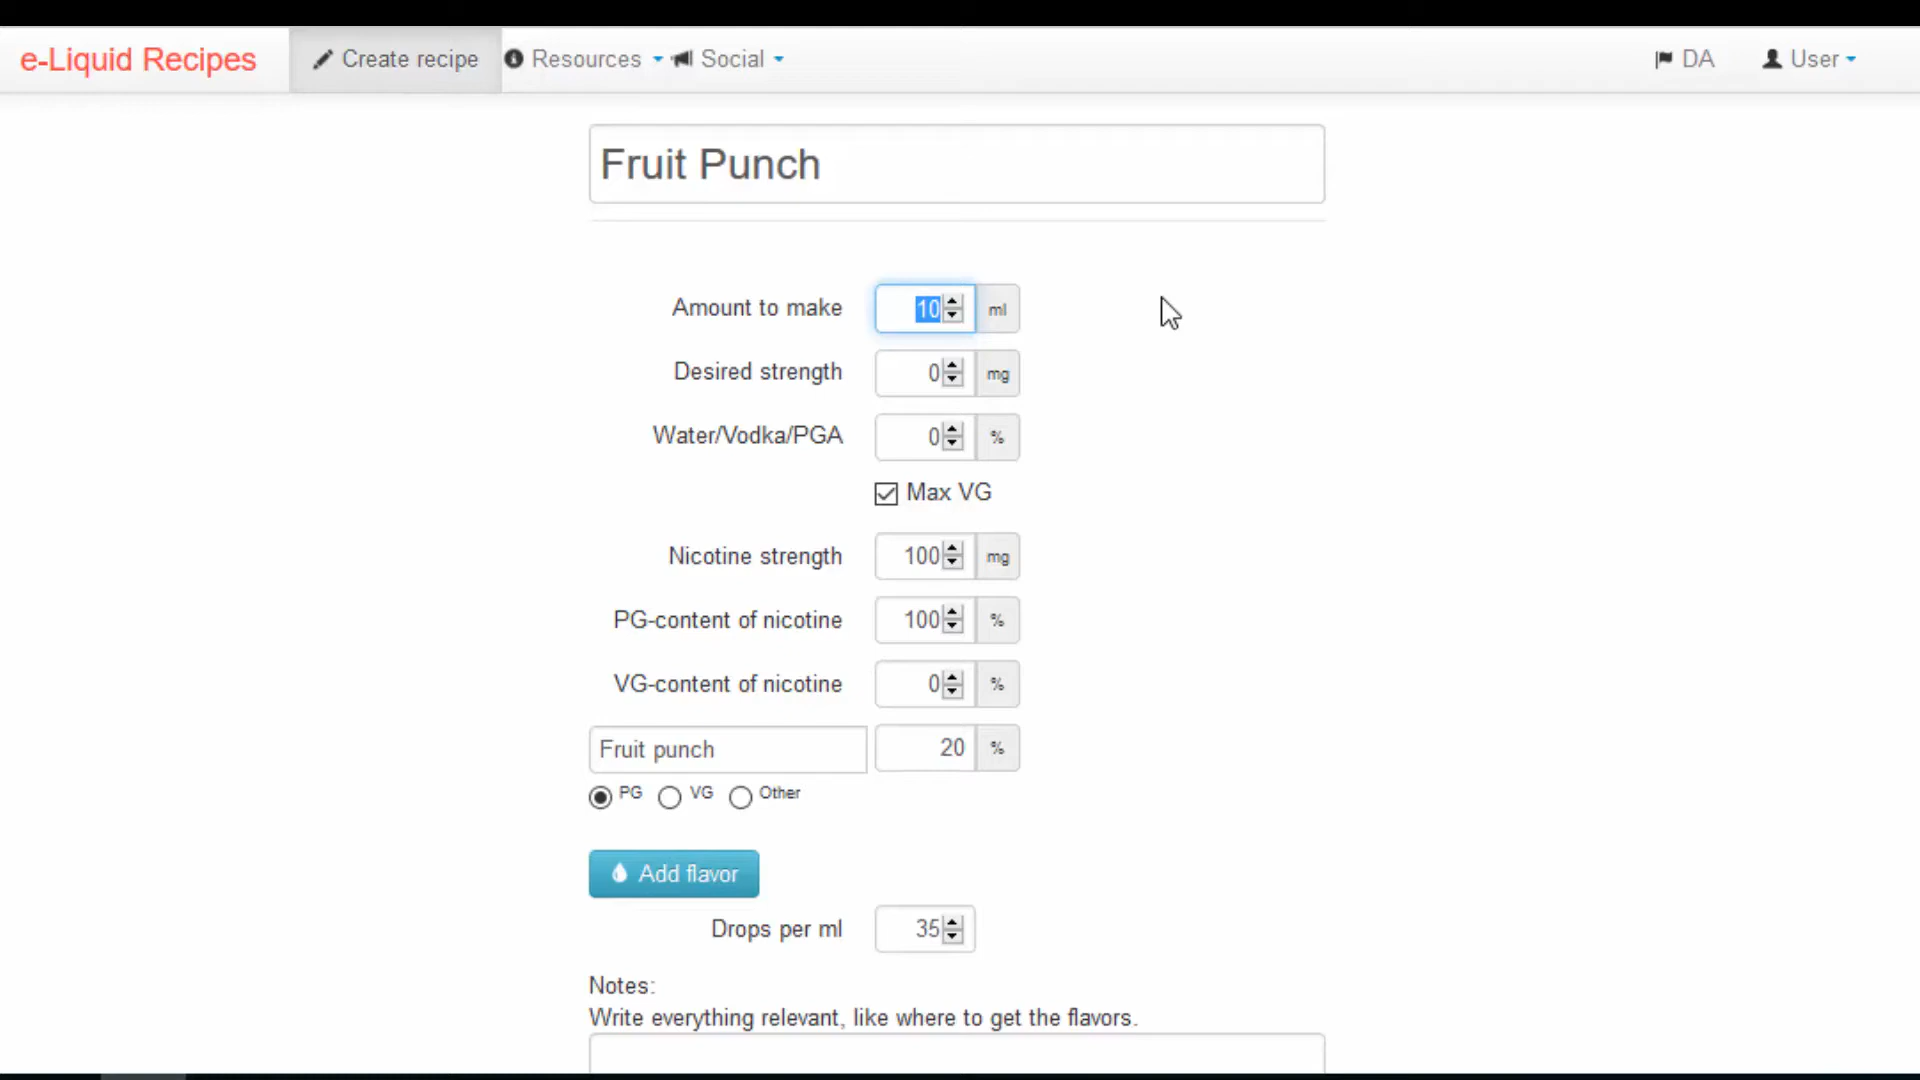 e-Liquid Recipes Create recipe Resources Social DA User
Fruit Punch
Amount to make 10 ml
Desired strength 0 mg
Water/Vodka/PGA 0 %
Max VG
Nicotine strength 100 mg
PG-content of nicotine 100 %
VG-content of nicotine 0 %
Fruit punch 20 %
PG VG Other
Add flavor
Drops per ml 35
Notes:
Write everything relevant, like where to get the flavors.